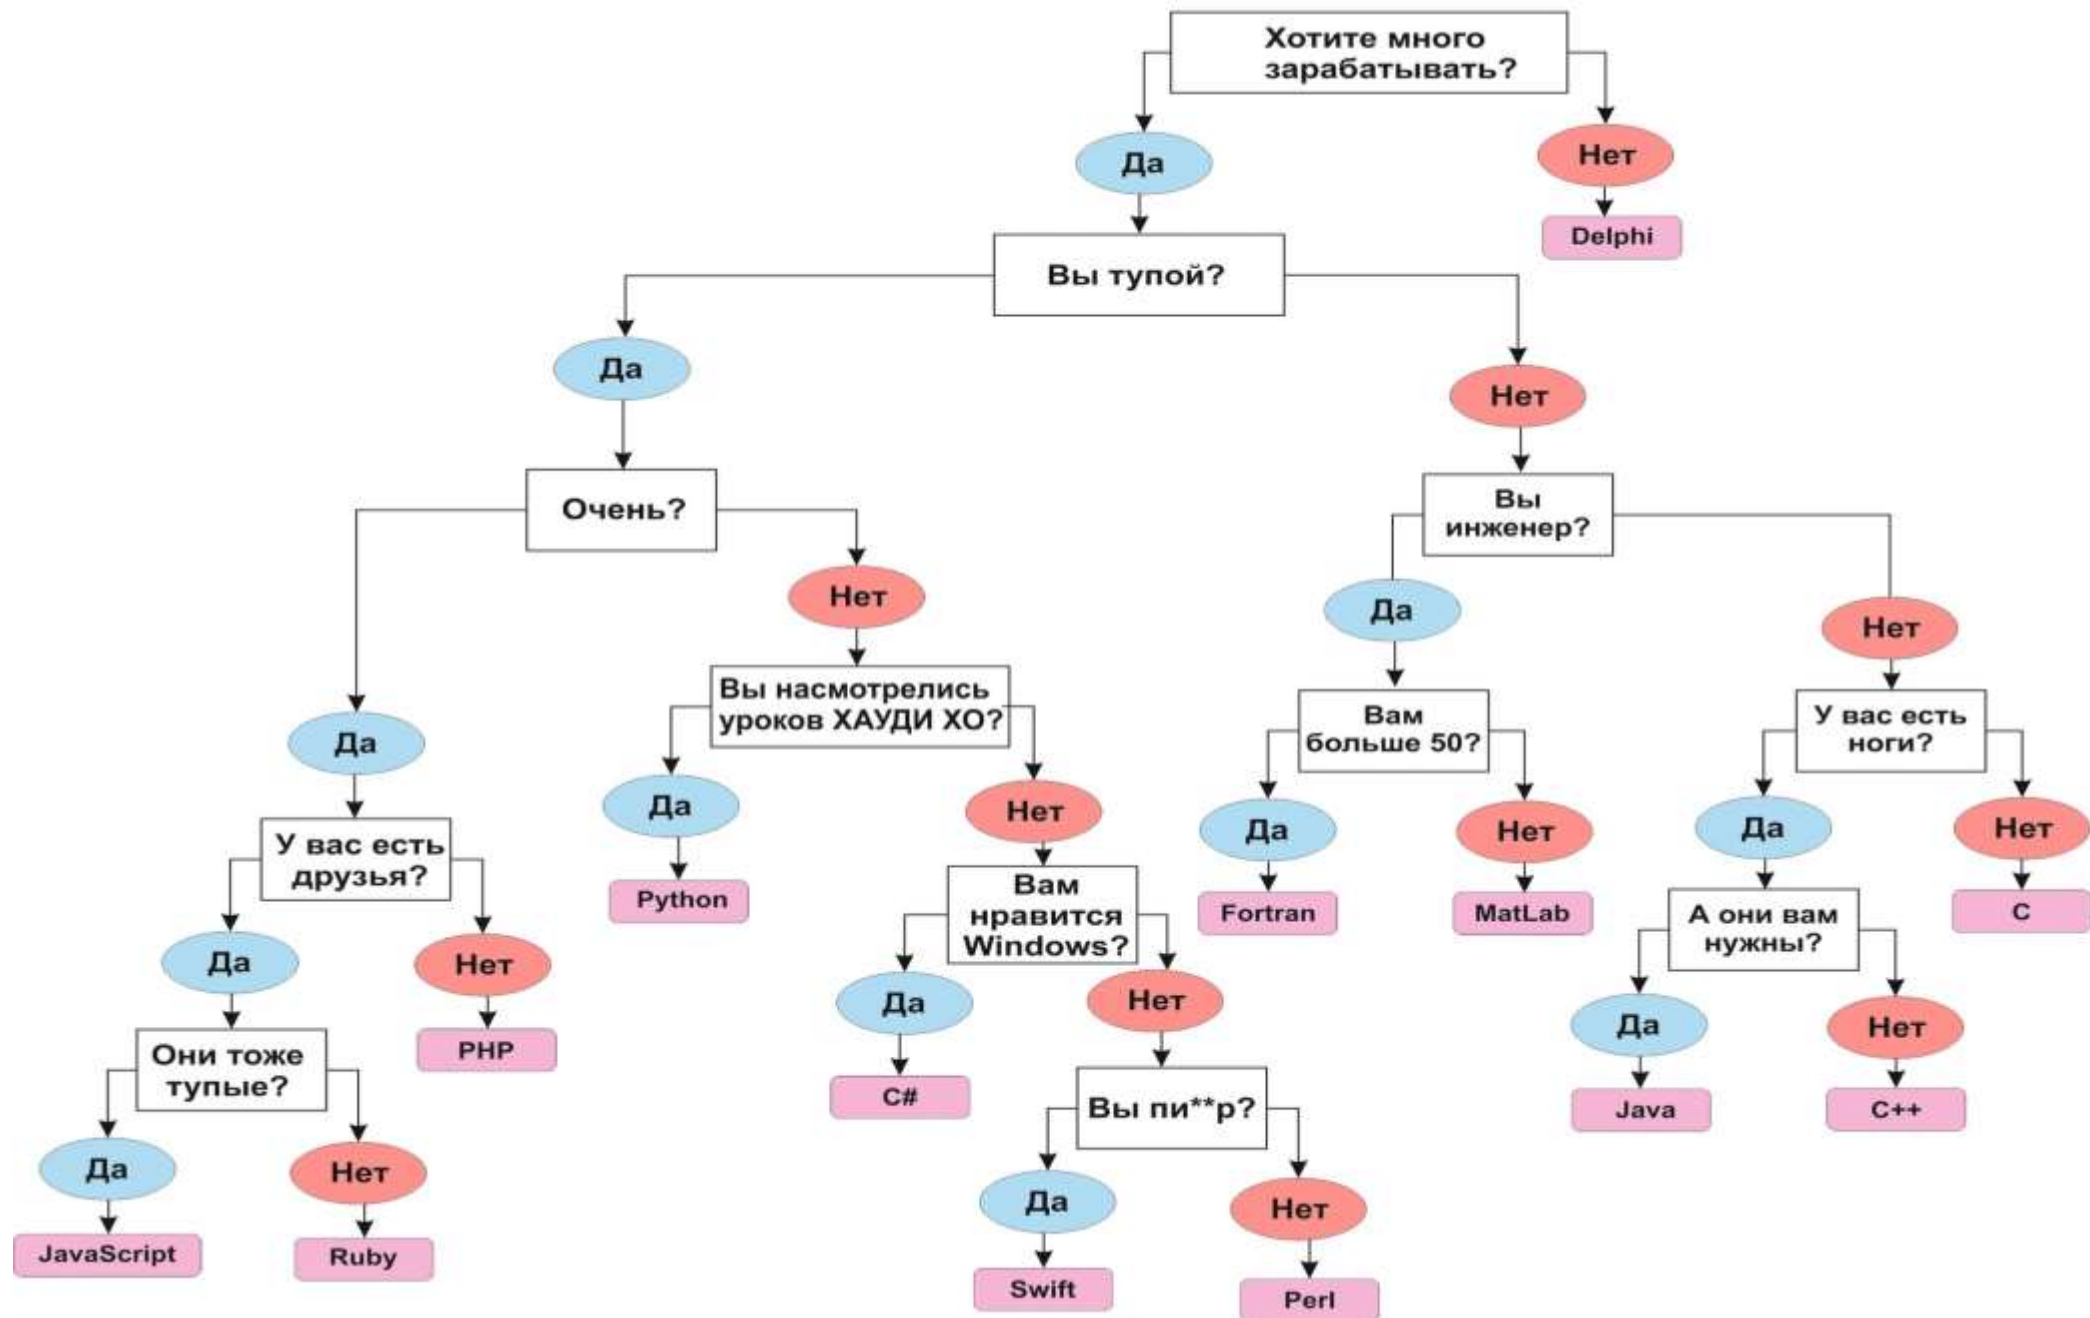 Хотите много
зарабатывать?
Да
Нет
Delphi
Вы тупой?
Да
Нет
Очень?
Вы
инженер?
Нет
Да
Нет
Вы насмотрелись
уроков ХАУДИ ХО?
Вам
больше 50?
У вас есть
ноги?
Да
Да
Нет
Да
Нет
Да
Нет
У вас есть
друзья?
Python
Вам
нравится
Windows?
Fortran
MatLab
А они вам
нужны?
C
Да
Нет
Да
Нет
Да
Нет
Они тоже
тупые?
PHP
C#
Вы пи**р?
Java
C++
Да
Нет
Да
Нет
JavaScript
Ruby
Swift
Perl